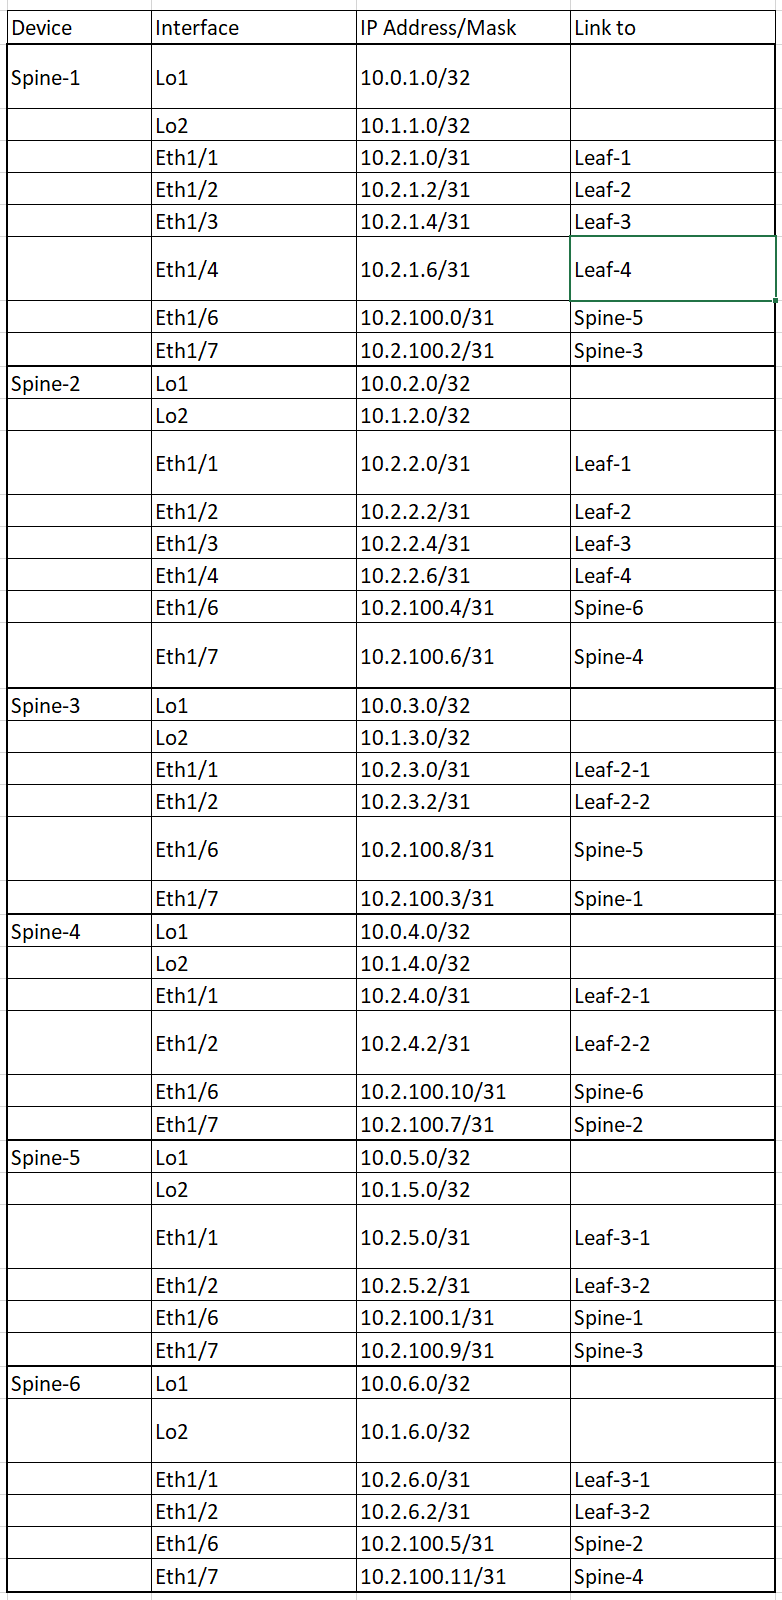 Device Interface IP Address/Mask Link to
Spine-1 Lo1 10.0.1.0/32
Lo2 10.1.1.0/32
Eth1/1 10.2.1.0/31 Leaf-1
Eth1/2 10.2.1.2/31 Leaf-2
Eth1/3 10.2.1.4/31 Leaf-3
Eth1/4 10.2.1.6/31 Leaf-4
Eth1/6 10.2.100.0/31 Spine-5
Eth1/7 10.2.100.2/31 Spine-3
Spine-2 Lo1 10.0.2.0/32
Lo2 10.1.2.0/32
Eth1/1 10.2.2.0/31 Leaf-1
Eth1/2 10.2.2.2/31 Leaf-2
Eth1/3 10.2.2.4/31 Leaf-3
Eth1/4 10.2.2.6/31 Leaf-4
Eth1/6 10.2.100.4/31 Spine-6
Eth1/7 10.2.100.6/31 Spine-4
Spine-3 Lo1 10.0.3.0/32
Lo2 10.1.3.0/32
Eth1/1 10.2.3.0/31 Leaf-2-1
Eth1/2 10.2.3.2/31 Leaf-2-2
Eth1/6 10.2.100.8/31 Spine-5
Eth1/7 10.2.100.3/31 Spine-1
Spine-4 Lo1 10.0.4.0/32
Lo2 10.1.4.0/32
Eth1/1 10.2.4.0/31 Leaf-2-1
Eth1/2 10.2.4.2/31 Leaf-2-2
Eth1/6 10.2.100.10/31 Spine-6
Eth1/7 10.2.100.7/31 Spine-2
Spine-5 Lo1 10.0.5.0/32
Lo2 10.1.5.0/32
Eth1/1 10.2.5.0/31 Leaf-3-1
Eth1/2 10.2.5.2/31 Leaf-3-2
Eth1/6 10.2.100.1/31 Spine-1
Eth1/7 10.2.100.9/31 Spine-3
Spine-6 Lo1 10.0.6.0/32
Lo2 10.1.6.0/32
Eth1/1 10.2.6.0/31 Leaf-3-1
Eth1/2 10.2.6.2/31 Leaf-3-2
Eth1/6 10.2.100.5/31 Spine-2
Eth1/7 10.2.100.11/31 Spine-4